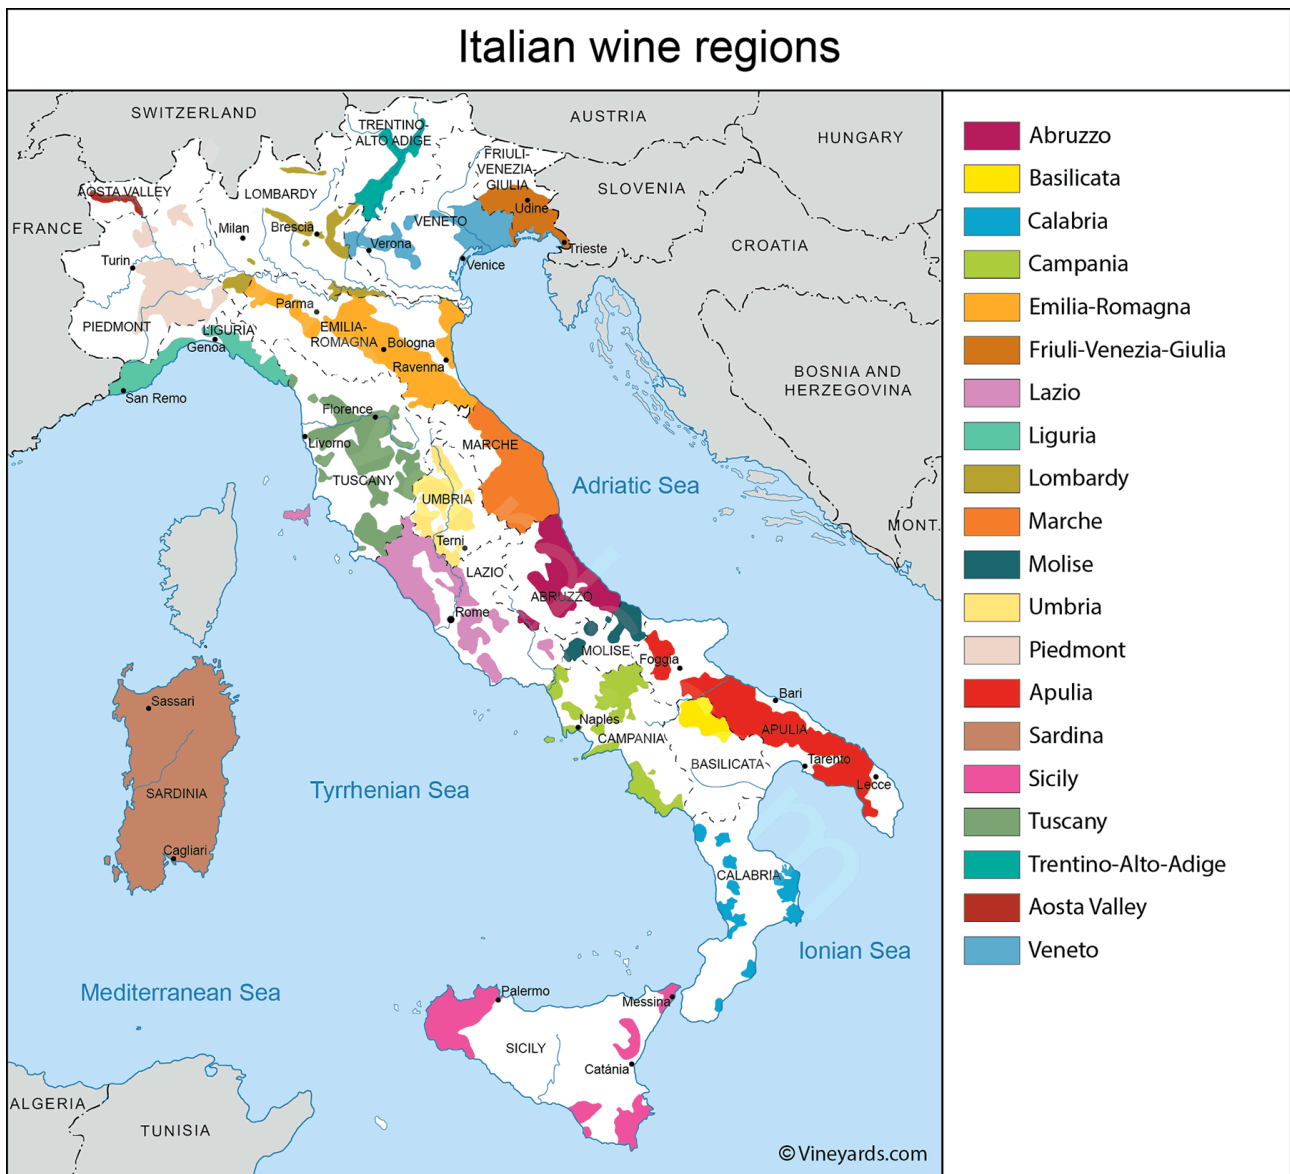 Italian wine regions
SWITZERLAND
AUSTRIA
HUNGARY
TRENTINO-
ALTO ADIGE
FRIULI-
VENEZIA-
GIULIA
SLOVENIA
AOSTA VALLEY
LOMBARDY
FRANCE
Milan
Brescia
VENETO
Udine
CROATIA
Verona
Trieste
Turin
Venice
PIEDMONT
Parma
LIGURIA
Genoa
EMILIA-
ROMAGNA
Bologna
Ravenna
BOSNIA AND
HERZEGOVINA
San Remo
Florence
Livorno
MARCHE
TUSCANY
UMBRIA
Adriatic Sea
MONT.
Terni
LAZIO
ABRUZZO
Rome
MOLISE
Foggia
Sassari
Bari
Naples
CAMPANIA
APULIA
BASILICATA
Tarento
Lecce
Tyrrhenian Sea
SARDINIA
Cagliari
CALABRIA
Ionian Sea
Mediterranean Sea
Palermo
Messina
SICILY
Catánia
ALGERIA
TUNISIA
© Vineyards.com
Abruzzo
Basilicata
Calabria
Campania
Emilia-Romagna
Friuli-Venezia-Giulia
Lazio
Liguria
Lombardy
Marche
Molise
Umbria
Piedmont
Apulia
Sardina
Sicily
Tuscany
Trentino-Alto-Adige
Aosta Valley
Veneto